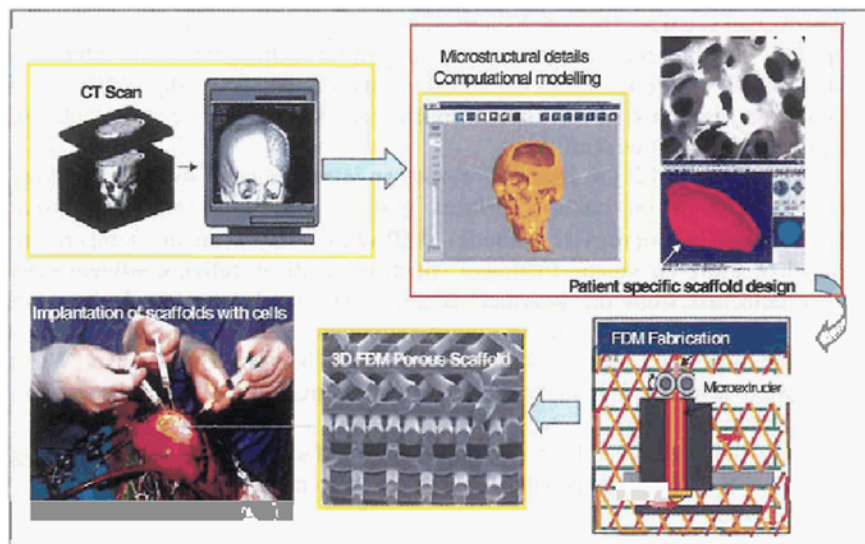 CT Scan
Microstructural details
Computational modelling
Patient specific scaffold design
Implantation of scaffolds with cells
3D FDM Porous Scaffold
FDM Fabrication
Microextruder